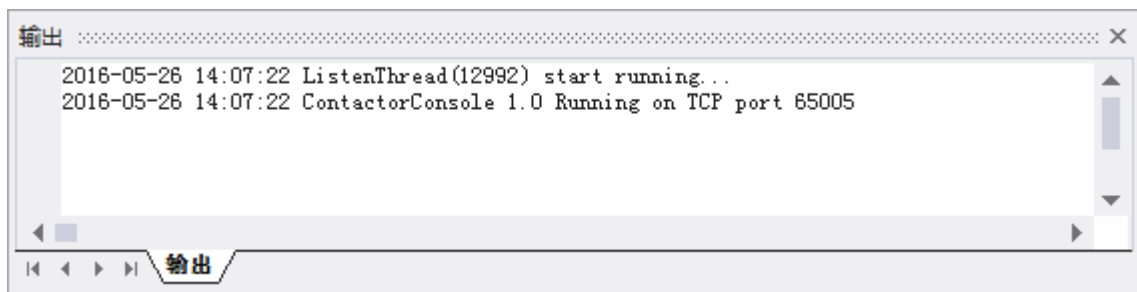 输出
2016-05-26 14:07:22 ListenThread(12992) start running...
2016-05-26 14:07:22 ContactorConsole 1.0 Running on TCP port 65005
输出